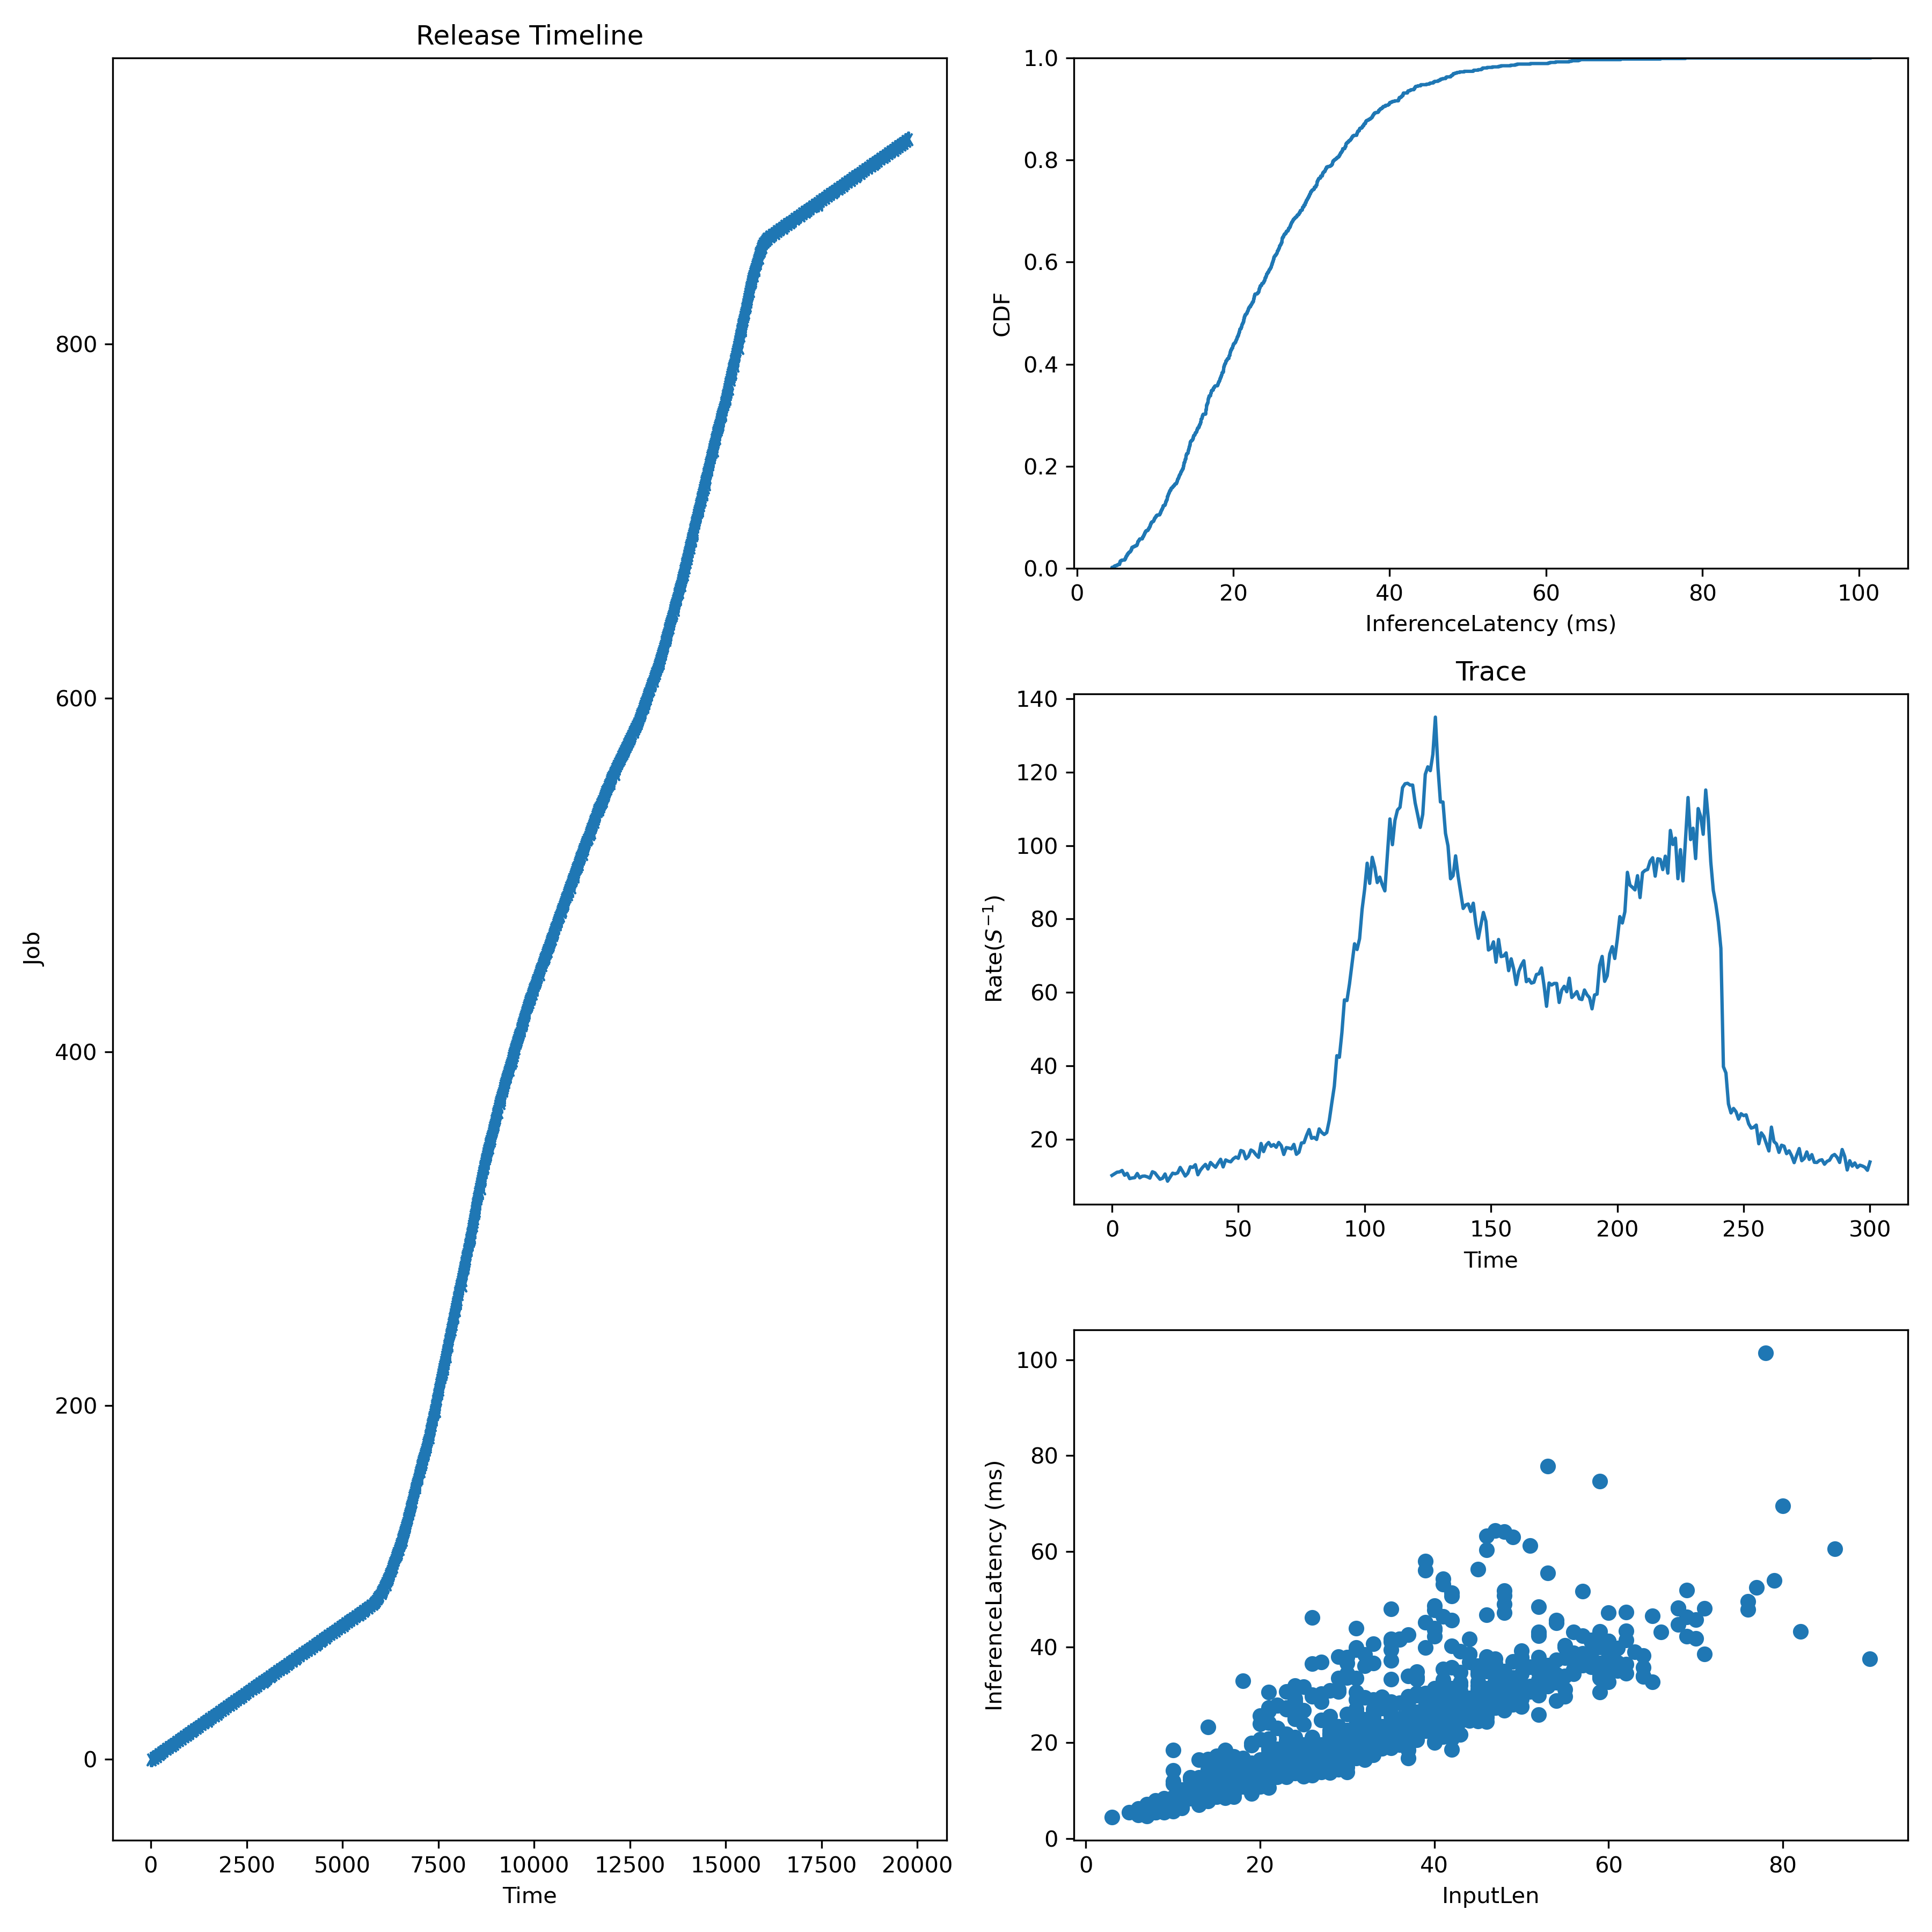 Release Timeline
Job
800
600
400
200
0
0 2500 5000 7500 10000 12500 15000 17500 20000
Time
CDF
1.0
0.8
0.6
0.4
0.2
0.0
0 20 40 60 80 100
InferenceLatency (ms)
Trace
Rate(S⁻¹)
140
120
100
80
60
40
20
0 50 100 150 200 250 300
Time
InferenceLatency (ms)
100
80
60
40
20
0
0 20 40 60 80
InputLen